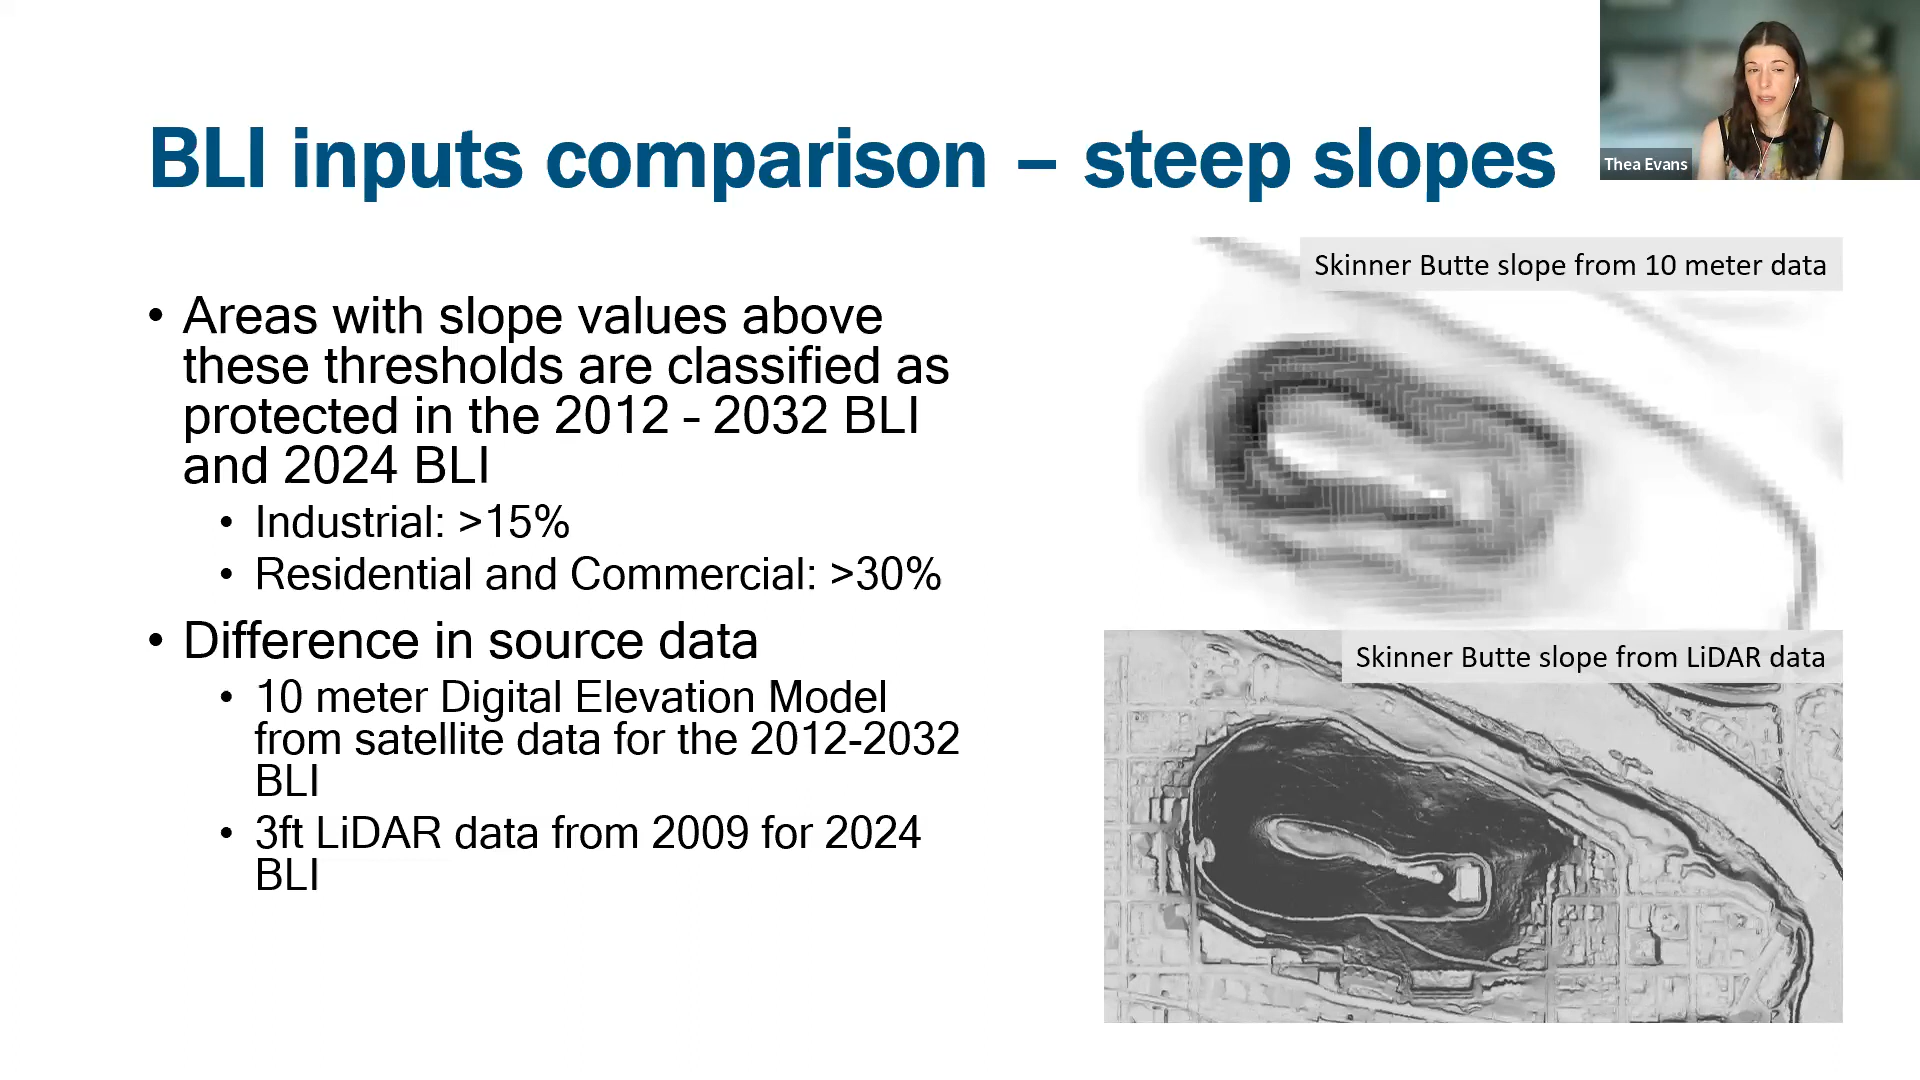 BLI inputs comparison – steep slopes
Thea Evans
• Areas with slope values above
these thresholds are classified as
protected in the 2012 – 2032 BLI
and 2024 BLI
• Industrial: >15%
• Residential and Commercial: >30%
• Difference in source data
• 10 meter Digital Elevation Model
from satellite data for the 2012-2032
BLI
• 3ft LiDAR data from 2009 for 2024
BLI
Skinner Butte slope from 10 meter data
Skinner Butte slope from LiDAR data